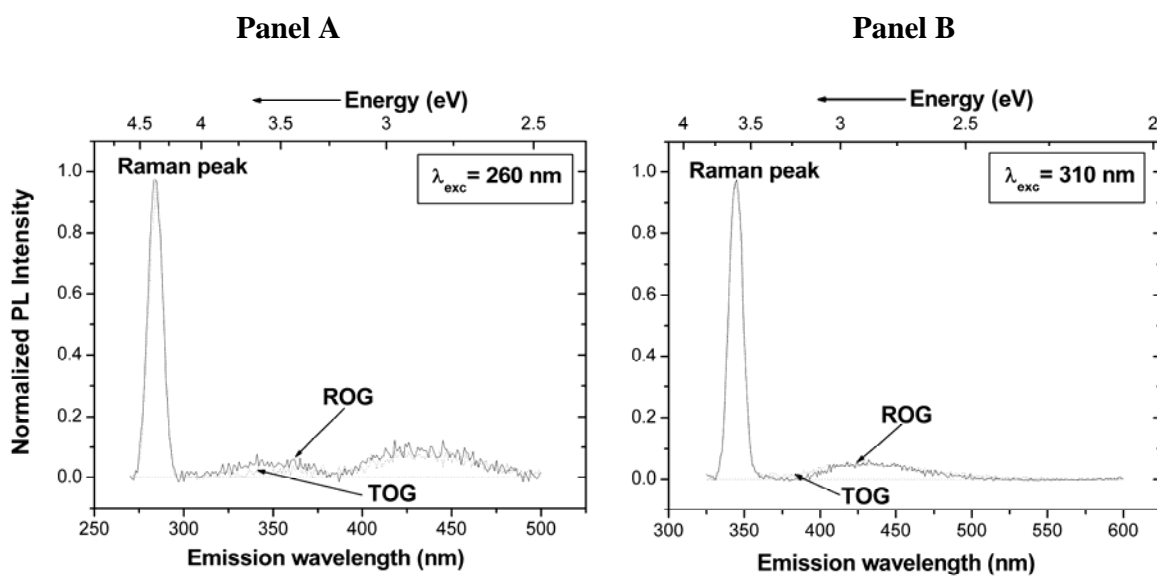 Panel A
Energy (eV)
4.5 4 3.5 3 2.5
Raman peak
λexc= 260 nm
1.0
0.8
0.6
0.4
0.2
0.0
Normalized PL Intensity
ROG
TOG
250 300 350 400 450 500
Emission wavelength (nm)
Panel B
Energy (eV)
4 3.5 3 2.5 2
Raman peak
λexc= 310 nm
1.0
0.8
0.6
0.4
0.2
0.0
ROG
TOG
300 350 400 450 500 550 600
Emission wavelength (nm)